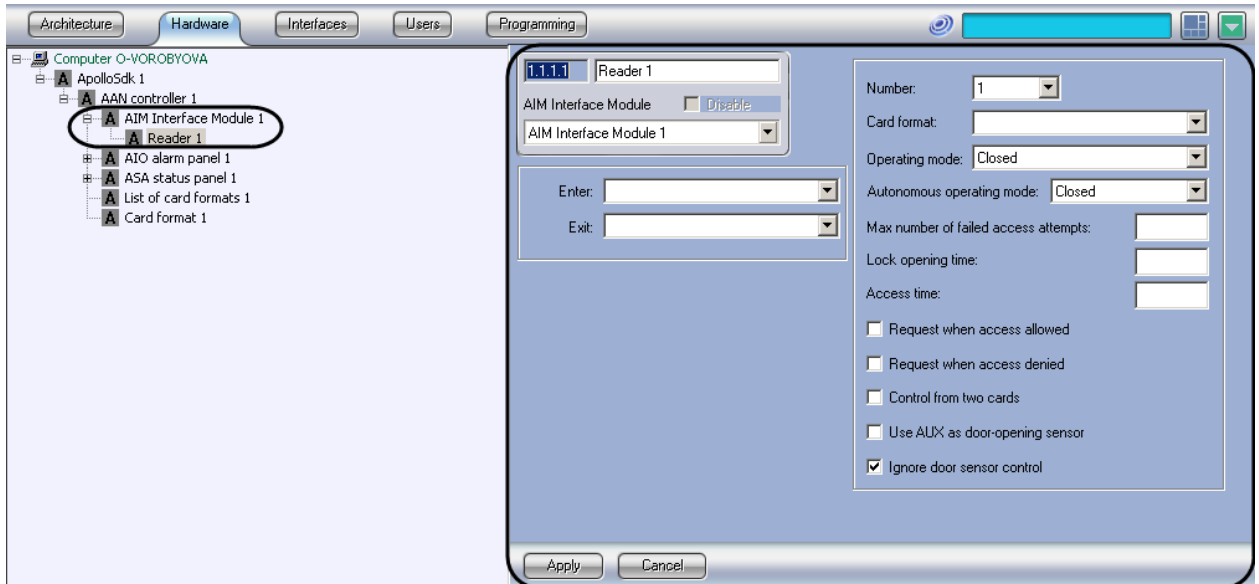 Architecture Hardware Interfaces Users Programming
Computer O-VOROBYOVA
ApolloSdk 1
A AAN controller 1
A AIM Interface Module 1
A Reader 1
A AIO alarm panel 1
A ASA status panel 1
A List of card formats 1
A Card format 1
1.1.1.1 Reader 1
AIM Interface Module Disable
AIM Interface Module 1
Enter:
Exit:
Number: 1
Card format:
Operating mode: Closed
Autonomous operating mode: Closed
Max number of failed access attempts:
Lock opening time:
Access time:
Request when access allowed
Request when access denied
Control from two cards
Use AUX as door-opening sensor
Ignore door sensor control
Apply Cancel